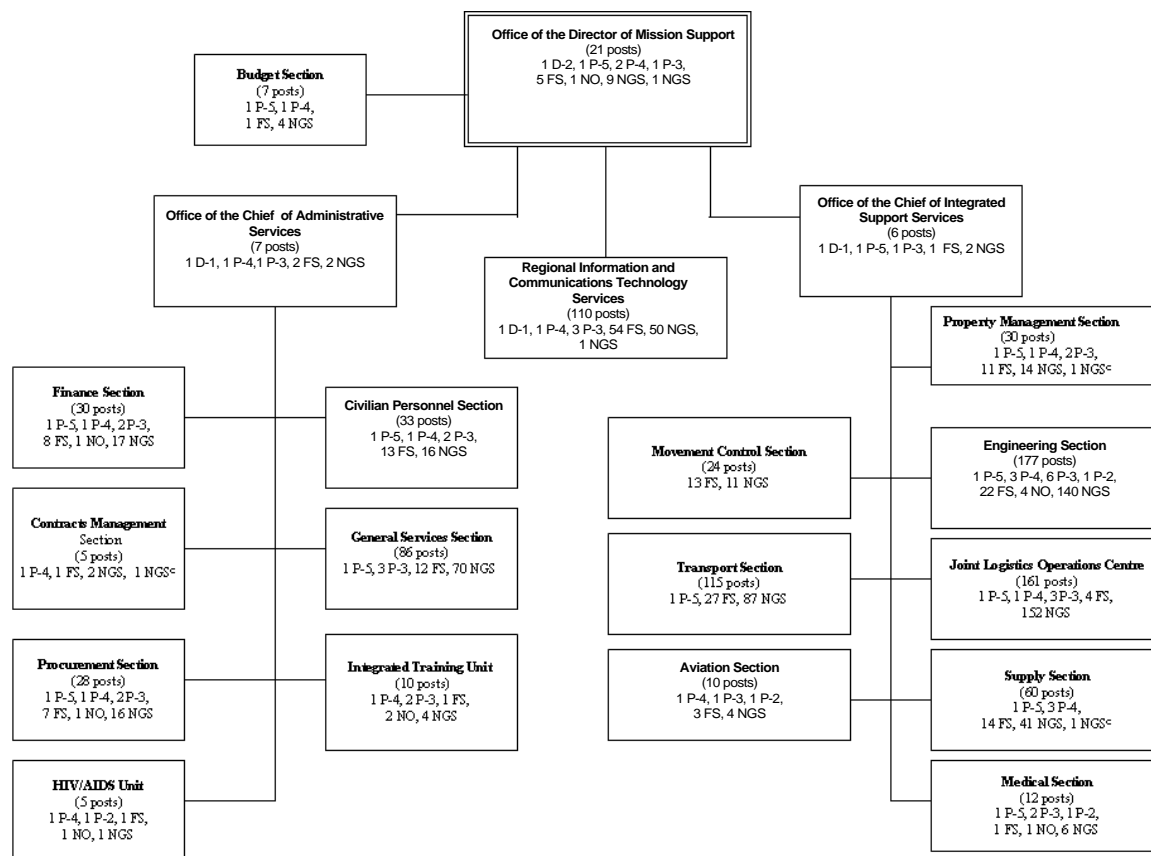 Office of the Director of Mission Support
(21 posts)
1 D-2, 1 P-5, 2 P-4, 1 P-3,
5 FS, 1 NO, 9 NGS, 1 NGS
Budget Section
(7 posts)
1 P-5, 1 P-4,
1 FS, 4 NGS
Office of the Chief of Administrative
Services
(7 posts)
1 D-1, 1 P-4,1 P-3, 2 FS, 2 NGS
Regional Information and
Communications Technology
Services
(110 posts)
1 D-1, 1 P-4, 3 P-3, 54 FS, 50 NGS,
1 NGS
Office of the Chief of Integrated
Support Services
(6 posts)
1 D-1, 1 P-5, 1 P-3, 1 FS, 2 NGS
Finance Section
(30 posts)
1 P-5, 1 P-4, 2 P-3,
8 FS, 1 NO, 17 NGS
Civilian Personnel Section
(33 posts)
1 P-5, 1 P-4, 2 P-3,
13 FS, 16 NGS
Contracts Management
Section
(5 posts)
1 P-4, 1 FS, 2 NGS, 1 NGSᶜ
General Services Section
(86 posts)
1 P-5, 3 P-3, 12 FS, 70 NGS
Procurement Section
(28 posts)
1 P-5, 1 P-4, 2 P-3,
7 FS, 1 NO, 16 NGS
Integrated Training Unit
(10 posts)
1 P-4, 2 P-3, 1 FS,
2 NO, 4 NGS
HIV/AIDS Unit
(5 posts)
1 P-4, 1 P-2, 1 FS,
1 NO, 1 NGS
Property Management Section
(30 posts)
1 P-5, 1 P-4, 2 P-3,
11 FS, 14 NGS, 1 NGSᶜ
Movement Control Section
(24 posts)
13 FS, 11 NGS
Engineering Section
(177 posts)
1 P-5, 3 P-4, 6 P-3, 1 P-2,
22 FS, 4 NO, 140 NGS
Transport Section
(115 posts)
1 P-5, 27 FS, 87 NGS
Joint Logistics Operations Centre
(161 posts)
1 P-5, 1 P-4, 3 P-3, 4 FS,
152 NGS
Aviation Section
(10 posts)
1 P-4, 1 P-3, 1 P-2,
3 FS, 4 NGS
Supply Section
(60 posts)
1 P-5, 3 P-4,
14 FS, 41 NGS, 1 NGSᶜ
Medical Section
(12 posts)
1 P-5, 2 P-3, 1 P-2,
1 FS, 1 NO, 6 NGS